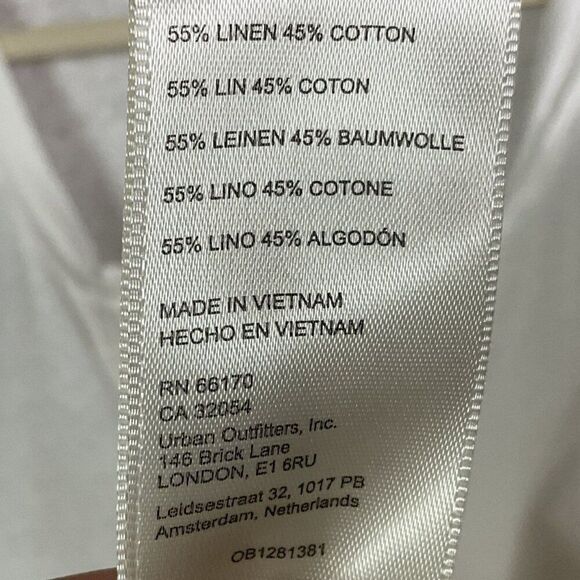 55% LINEN 45% COTTON
55% LIN 45% COTON
55% LEINEN 45% BAUMWOLLE
55% LINO 45% COTONE
55% LINO 45% ALGODÓN
MADE IN VIETNAM
HECHO EN VIETNAM
RN 66170
CA 32054
Urban Outfitters, Inc.
146 Brick Lane
LONDON, E1 6RU
Leidsestraat 32, 1017 PB
Amsterdam, Netherlands
OB1281381